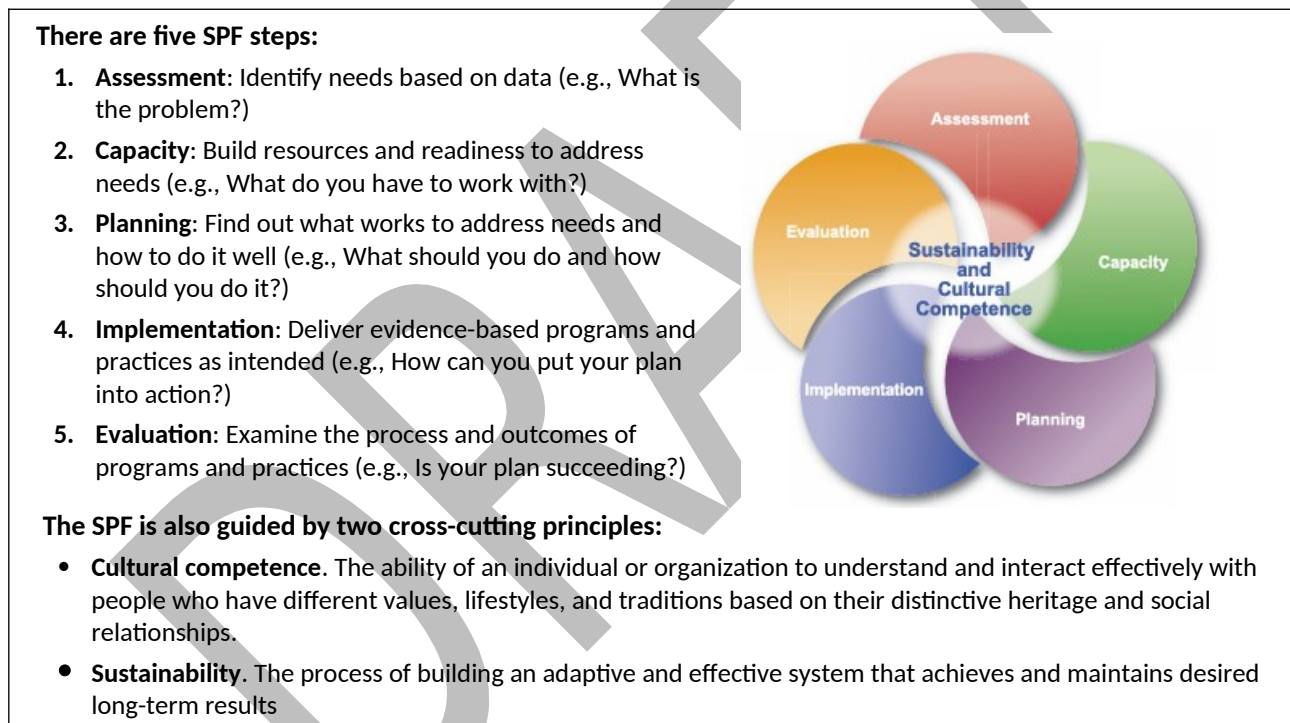 There are five SPF steps:
1. Assessment: Identify needs based on data (e.g., What is
the problem?)
2. Capacity: Build resources and readiness to address
needs (e.g., What do you have to work with?)
3. Planning: Find out what works to address needs and
how to do it well (e.g., What should you do and how
should you do it?)
4. Implementation: Deliver evidence-based programs and
practices as intended (e.g., How can you put your plan
into action?)
5. Evaluation: Examine the process and outcomes of
programs and practices (e.g., Is your plan succeeding?)
Assessment
Evaluation
Sustainability
and
Cultural
Competence
Capacity
Implementation
Planning
The SPF is also guided by two cross-cutting principles:
• Cultural competence. The ability of an individual or organization to understand and interact effectively with
people who have different values, lifestyles, and traditions based on their distinctive heritage and social
relationships.
• Sustainability. The process of building an adaptive and effective system that achieves and maintains desired
long-term results
DRAFT